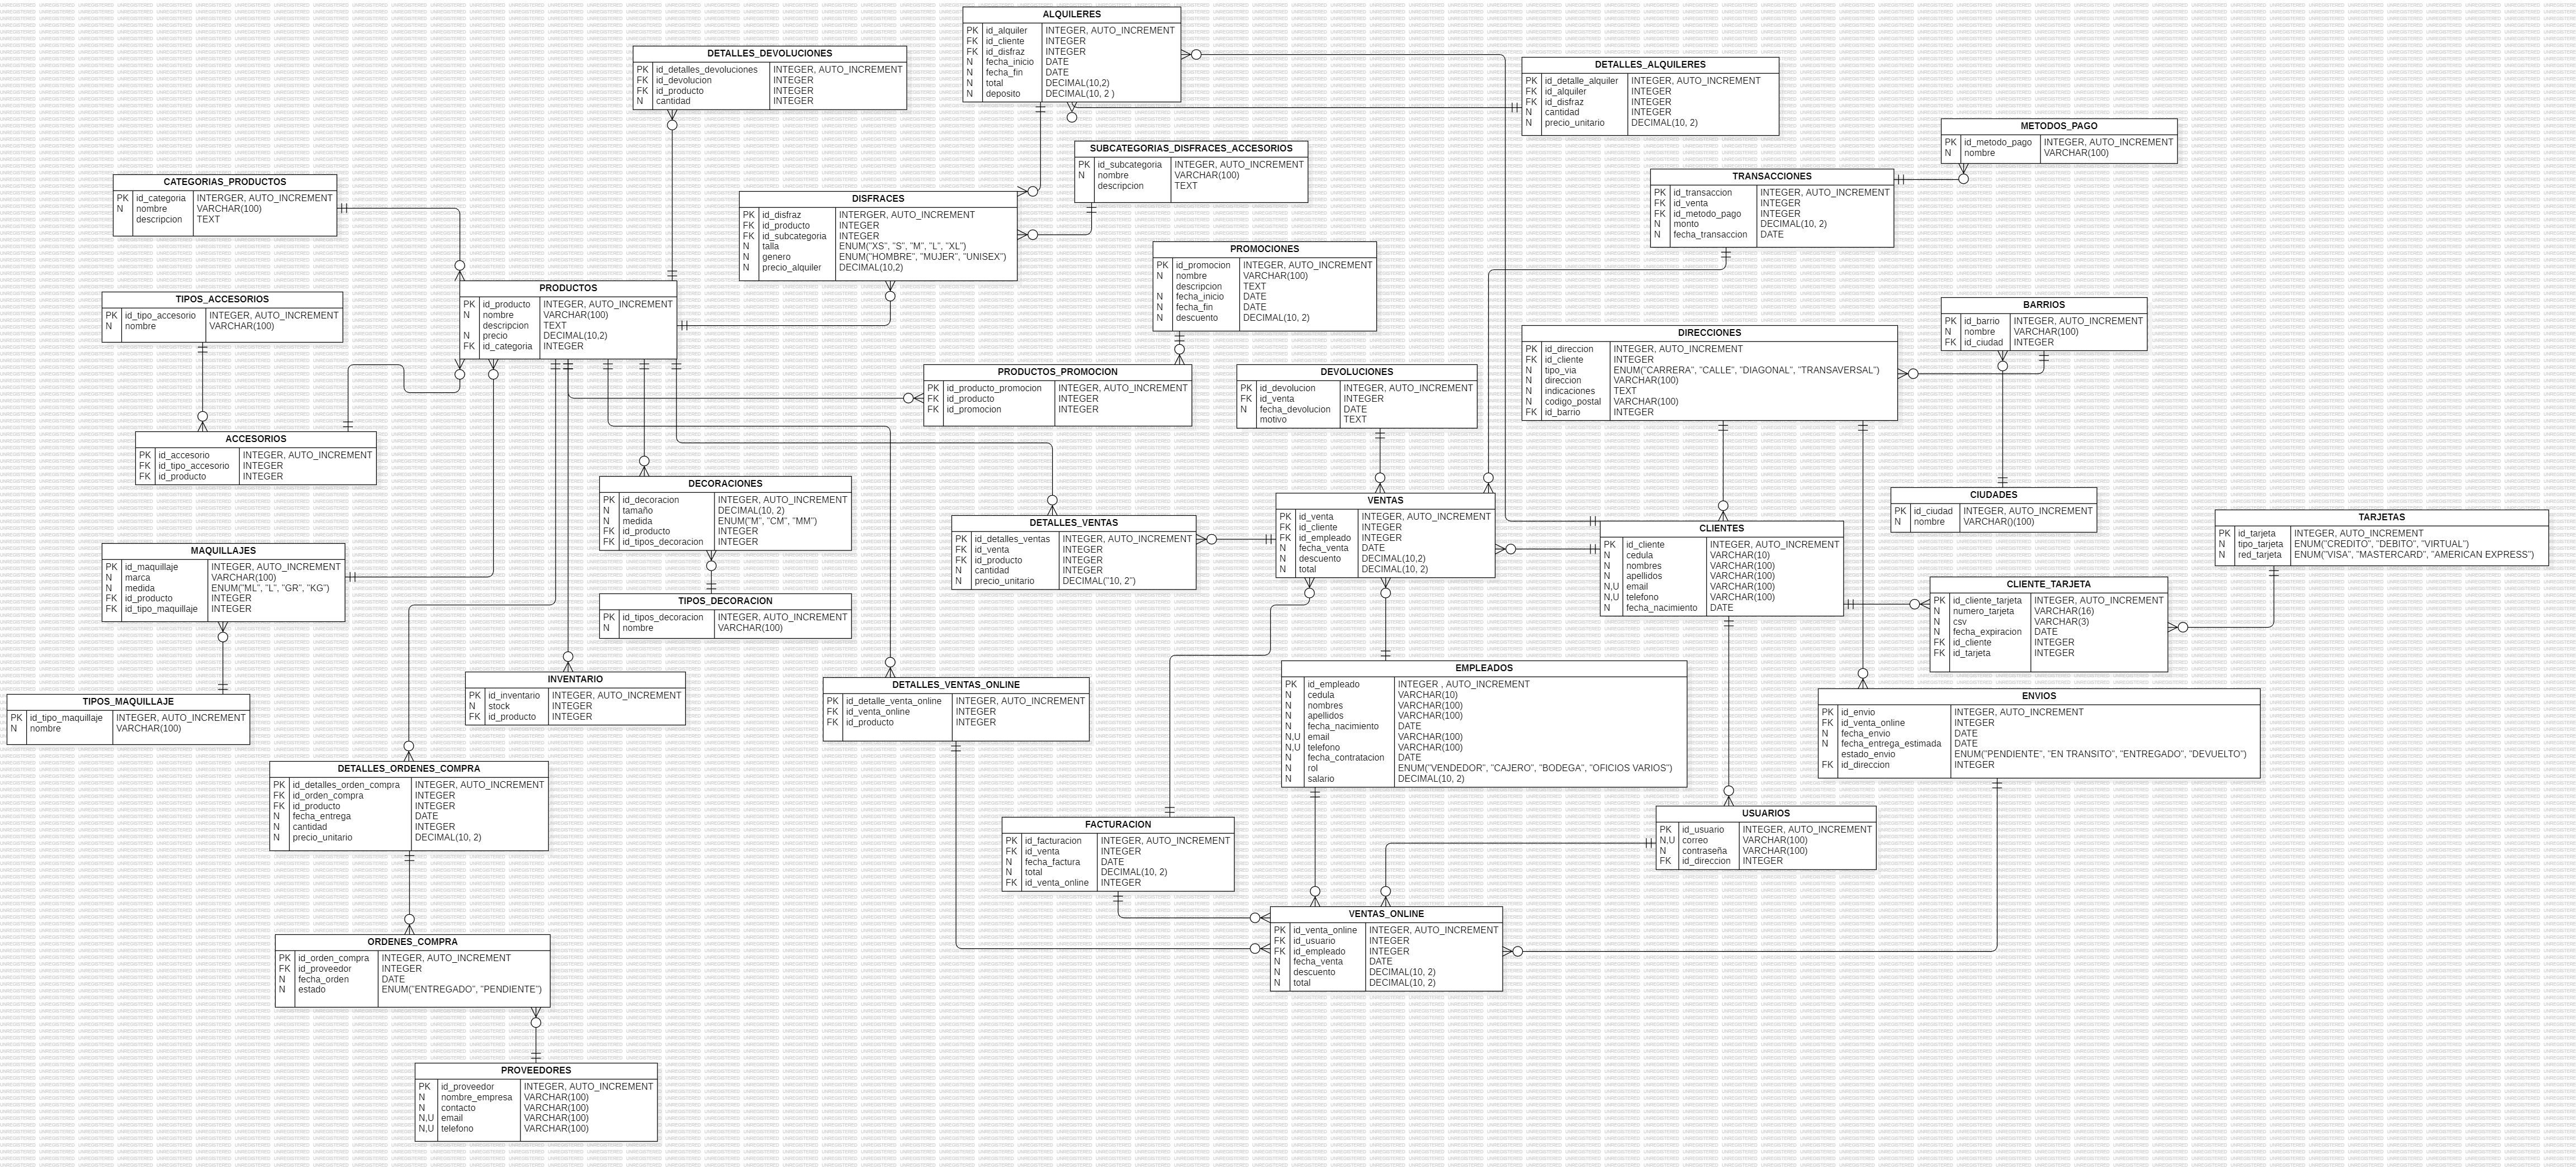 ALQUILERES
PK id_alquiler INTEGER, AUTO_INCREMENT
FK id_cliente INTEGER
FK id_disfraz INTEGER
N fecha_inicio DATE
N fecha_fin DATE
N total DECIMAL(10,2)
N deposito DECIMAL(10, 2 )
DETALLES_DEVOLUCIONES
PK id_detalles_devoluciones INTEGER, AUTO_INCREMENT
FK id_devolucion INTEGER
FK id_producto INTEGER
N cantidad INTEGER
DETALLES_ALQUILERES
PK id_detalle_alquiler INTEGER, AUTO_INCREMENT
FK id_alquiler INTEGER
FK id_disfraz INTEGER
N cantidad INTEGER
N precio_unitario DECIMAL(10, 2)
METODOS_PAGO
PK id_metodo_pago INTEGER, AUTO_INCREMENT
N nombre VARCHAR(100)
SUBCATEGORIAS_DISFRACES_ACCESORIOS
PK id_subcategoria INTEGER, AUTO_INCREMENT
N nombre VARCHAR(100)
descripcion TEXT
TRANSACCIONES
PK id_transaccion INTEGER, AUTO_INCREMENT
FK id_venta INTEGER
FK id_metodo_pago INTEGER
N monto DECIMAL(10, 2)
N fecha_transaccion DATE
CATEGORIAS_PRODUCTOS
PK id_categoria INTERGER, AUTO_INCREMENT
N nombre VARCHAR(100)
descripcion TEXT
DISFRACES
PK id_disfraz INTERGER, AUTO_INCREMENT
FK id_producto INTEGER
FK id_subcategoria INTEGER
N talla ENUM("XS", "S", "M", "L", "XL")
N genero ENUM("HOMBRE", "MUJER", "UNISEX")
N precio_alquiler DECIMAL(10,2)
PROMOCIONES
PK id_promocion INTEGER, AUTO_INCREMENT
N nombre VARCHAR(100)
descripcion TEXT
N fecha_inicio DATE
N fecha_fin DATE
N descuento DECIMAL(10, 2)
PRODUCTOS
PK id_producto INTEGER, AUTO_INCREMENT
N nombre VARCHAR(100)
descripcion TEXT
N precio DECIMAL(10,2)
FK id_categoria INTEGER
TIPOS_ACCESORIOS
PK id_tipo_accesorio INTEGER, AUTO_INCREMENT
N nombre VARCHAR(100)
BARRIOS
PK id_barrio INTEGER, AUTO_INCREMENT
N nombre VARCHAR(100)
FK id_ciudad INTEGER
DIRECCIONES
PK id_direccion INTEGER, AUTO_INCREMENT
FK id_cliente INTEGER
N tipo_via ENUM("CARRERA", "CALLE", "DIAGONAL", "TRANSAVERSAL")
N direccion VARCHAR(100)
N indicaciones TEXT
N codigo_postal VARCHAR(100)
FK id_barrio INTEGER
PRODUCTOS_PROMOCION
PK id_producto_promocion INTEGER, AUTO_INCREMENT
FK id_producto INTEGER
FK id_promocion INTEGER
DEVOLUCIONES
PK id_devolucion INTEGER, AUTO_INCREMENT
FK id_venta INTEGER
N fecha_devolucion DATE
motivo TEXT
ACCESORIOS
PK id_accesorio INTEGER, AUTO_INCREMENT
FK id_tipo_accesorio INTEGER
FK id_producto INTEGER
DECORACIONES
PK id_decoracion INTEGER, AUTO_INCREMENT
N tamaño DECIMAL(10, 2)
N medida ENUM("M", "CM", "MM")
FK id_producto INTEGER
FK id_tipos_decoracion INTEGER
CIUDADES
PK id_ciudad INTEGER, AUTO_INCREMENT
N nombre VARCHAR()(100)
VENTAS
PK id_venta INTEGER, AUTO_INCREMENT
FK id_cliente INTEGER
FK id_empleado INTEGER
N fecha_venta DATE
N descuento DECIMAL(10,2)
N total DECIMAL(10, 2)
DETALLES_VENTAS
PK id_detalles_ventas INTEGER, AUTO_INCREMENT
FK id_venta INTEGER
FK id_producto INTEGER
N cantidad INTEGER
N precio_unitario DECIMAL("10, 2")
CLIENTES
PK id_cliente INTEGER, AUTO_INCREMENT
N cedula VARCHAR(10)
N nombres VARCHAR(100)
N apellidos VARCHAR(100)
N,U email VARCHAR(100)
N,U telefono VARCHAR(100)
N fecha_nacimiento DATE
TARJETAS
PK id_tarjeta INTEGER, AUTO_INCREMENT
N tipo_tarjeta ENUM("CREDITO", "DEBITO", "VIRTUAL")
N red_tarjeta ENUM("VISA", "MASTERCARD", "AMERICAN EXPRESS")
MAQUILLAJES
PK id_maquillaje INTEGER, AUTO_INCREMENT
N marca VARCHAR(100)
N medida ENUM("ML", "L", "GR", "KG")
FK id_producto INTEGER
FK id_tipo_maquillaje INTEGER
CLIENTE_TARJETA
PK id_cliente_tarjeta INTEGER, AUTO_INCREMENT
N numero_tarjeta VARCHAR(16)
N csv VARCHAR(3)
N fecha_expiracion DATE
FK id_cliente INTEGER
FK id_tarjeta INTEGER
TIPOS_DECORACION
PK id_tipos_decoracion INTEGER, AUTO_INCREMENT
N nombre VARCHAR(100)
EMPLEADOS
PK id_empleado INTEGER , AUTO_INCREMENT
N cedula VARCHAR(10)
N nombres VARCHAR(100)
N apellidos VARCHAR(100)
N fecha_nacimiento DATE
N,U email VARCHAR(100)
N,U telefono VARCHAR(100)
N fecha_contratacion DATE
N rol ENUM("VENDEDOR", "CAJERO", "BODEGA", "OFICIOS VARIOS")
N salario DECIMAL(10, 2)
INVENTARIO
PK id_inventario INTEGER, AUTO_INCREMENT
N stock INTEGER
FK id_producto INTEGER
DETALLES_VENTAS_ONLINE
PK id_detalle_venta_online INTEGER, AUTO_INCREMENT
FK id_venta_online INTEGER
FK id_producto INTEGER
ENVIOS
PK id_envio INTEGER, AUTO_INCREMENT
FK id_venta_online INTEGER
N fecha_envio DATE
N fecha_entrega_estimada DATE
estado_envio ENUM("PENDIENTE", "EN TRANSITO", "ENTREGADO", "DEVUELTO")
FK id_direccion INTEGER
TIPOS_MAQUILLAJE
PK id_tipo_maquillaje INTEGER, AUTO_INCREMENT
N nombre VARCHAR(100)
DETALLES_ORDENES_COMPRA
PK id_detalles_orden_compra INTEGER, AUTO_INCREMENT
FK id_orden_compra INTEGER
FK id_producto INTEGER
N fecha_entrega DATE
N cantidad INTEGER
N precio_unitario DECIMAL(10, 2)
FACTURACION
PK id_facturacion INTEGER, AUTO_INCREMENT
FK id_venta INTEGER
N fecha_factura DATE
N total DECIMAL(10, 2)
FK id_venta_online INTEGER
USUARIOS
PK id_usuario INTEGER, AUTO_INCREMENT
N,U correo VARCHAR(100)
N contraseña VARCHAR(100)
FK id_direccion INTEGER
VENTAS_ONLINE
PK id_venta_online INTEGER, AUTO_INCREMENT
FK id_usuario INTEGER
FK id_empleado INTEGER
N fecha_venta DATE
N descuento DECIMAL(10, 2)
N total DECIMAL(10, 2)
ORDENES_COMPRA
PK id_orden_compra INTEGER, AUTO_INCREMENT
FK id_proveedor INTEGER
N fecha_orden DATE
N estado ENUM("ENTREGADO", "PENDIENTE")
PROVEEDORES
PK id_proveedor INTEGER, AUTO_INCREMENT
N nombre_empresa VARCHAR(100)
N contacto VARCHAR(100)
N,U email VARCHAR(100)
N,U telefono VARCHAR(100)